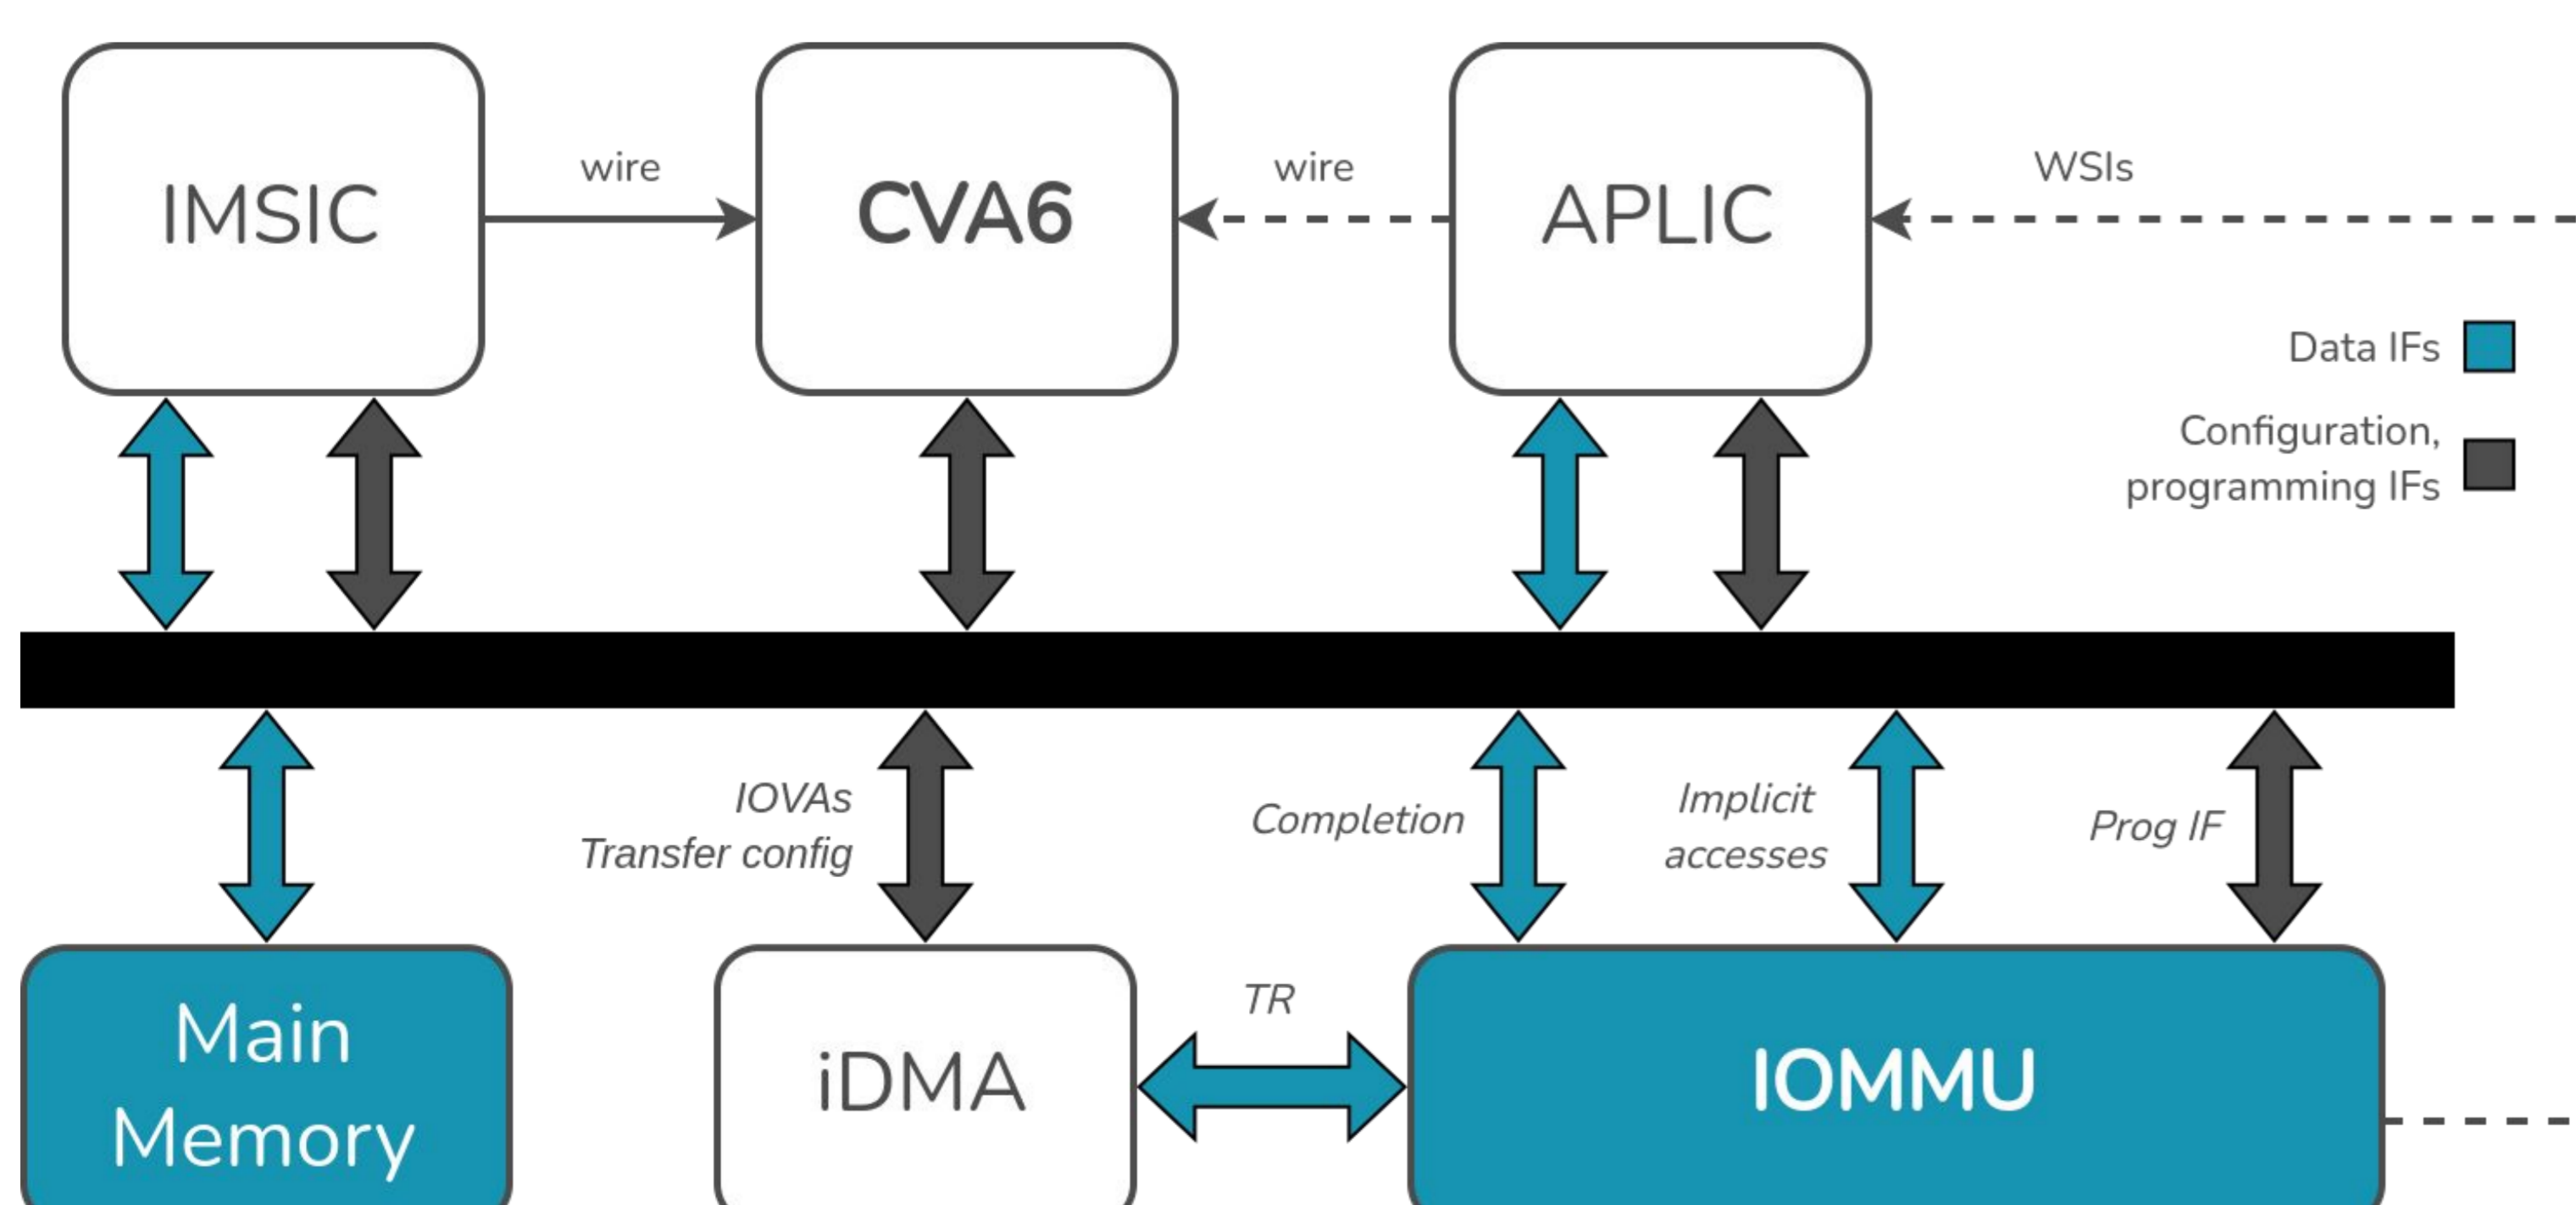 IMSIC
wire
CVA6
wire
APLIC
WSIs
Data IFs
Configuration,
programming IFs
IOVAs
Transfer config
Completion
Implicit
accesses
Prog IF
Main
Memory
iDMA
TR
IOMMU